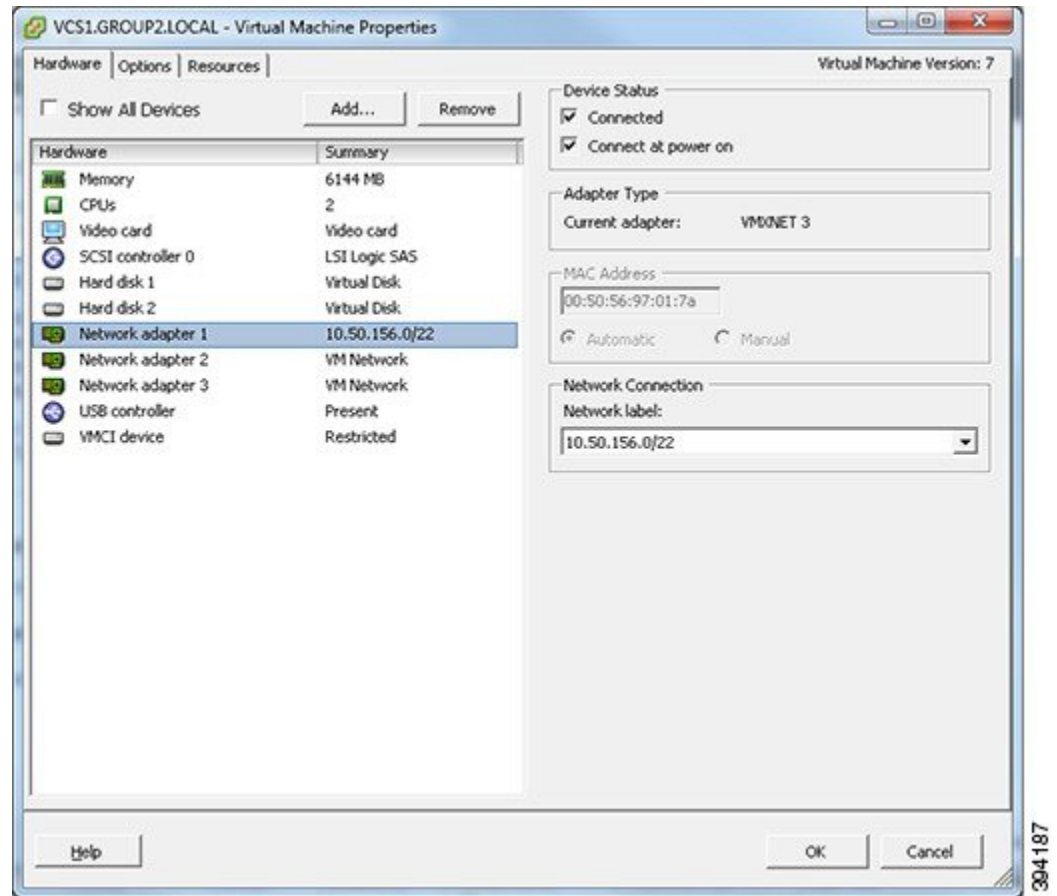 VCS1.GROUP2.LOCAL - Virtual Machine Properties
Hardware Options Resources
Virtual Machine Version: 7
Show All Devices
Add...
Remove
Hardware Summary
Memory 6144 MB
CPUs 2
Video card Video card
SCSI controller 0 LSI Logic SAS
Hard disk 1 Virtual Disk
Hard disk 2 Virtual Disk
Network adapter 1 10.50.156.0/22
Network adapter 2 VM Network
Network adapter 3 VM Network
USB controller Present
VMCI device Restricted
Device Status
Connected
Connect at power on
Adapter Type
Current adapter: VMXNET 3
MAC Address
00:50:56:97:01:7a
Automatic Manual
Network Connection
Network label:
10.50.156.0/22
Help
OK
Cancel
394187